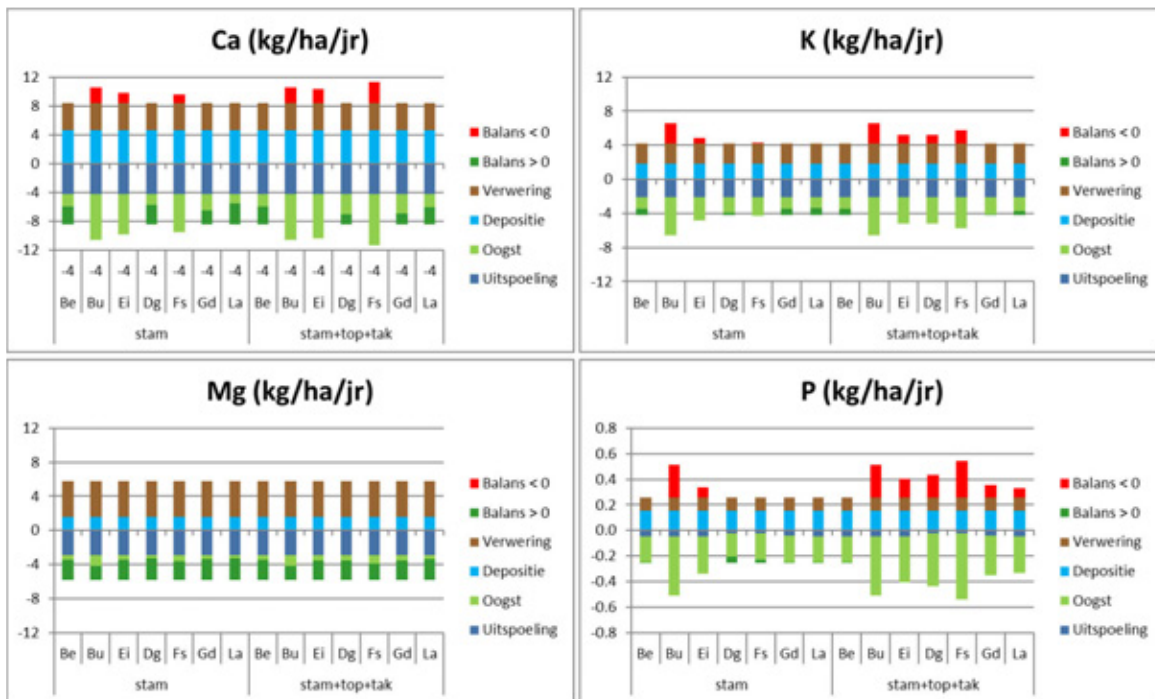 Ca (kg/ha/jr)
12
8
4
0
-4
-8
-12
-4 -4 -4 -4 -4 -4 -4 -4 -4 -4 -4 -4 -4 -4
Be Bu Ei Dg Fs Gd La Be Bu Ei Dg Fs Gd La
stam stam+top+tak
Balans < 0
Balans > 0
Verwering
Depositie
Oogst
Uitspoeling
K (kg/ha/jr)
12
8
4
0
-4
-8
-12
Be Bu Ei Dg Fs Gd La Be Bu Ei Dg Fs Gd La
stam stam+top+tak
Balans < 0
Balans > 0
Verwering
Depositie
Oogst
Uitspoeling
Mg (kg/ha/jr)
12
8
4
0
-4
-8
-12
Be Bu Ei Dg Fs Gd La Be Bu Ei Dg Fs Gd La
stam stam+top+tak
Balans < 0
Balans > 0
Verwering
Depositie
Oogst
Uitspoeling
P (kg/ha/jr)
0.8
0.6
0.4
0.2
0.0
-0.2
-0.4
-0.6
-0.8
Be Bu Ei Dg Fs Gd La Be Bu Ei Dg Fs Gd La
stam stam+top+tak
Balans < 0
Balans > 0
Verwering
Depositie
Oogst
Uitspoeling